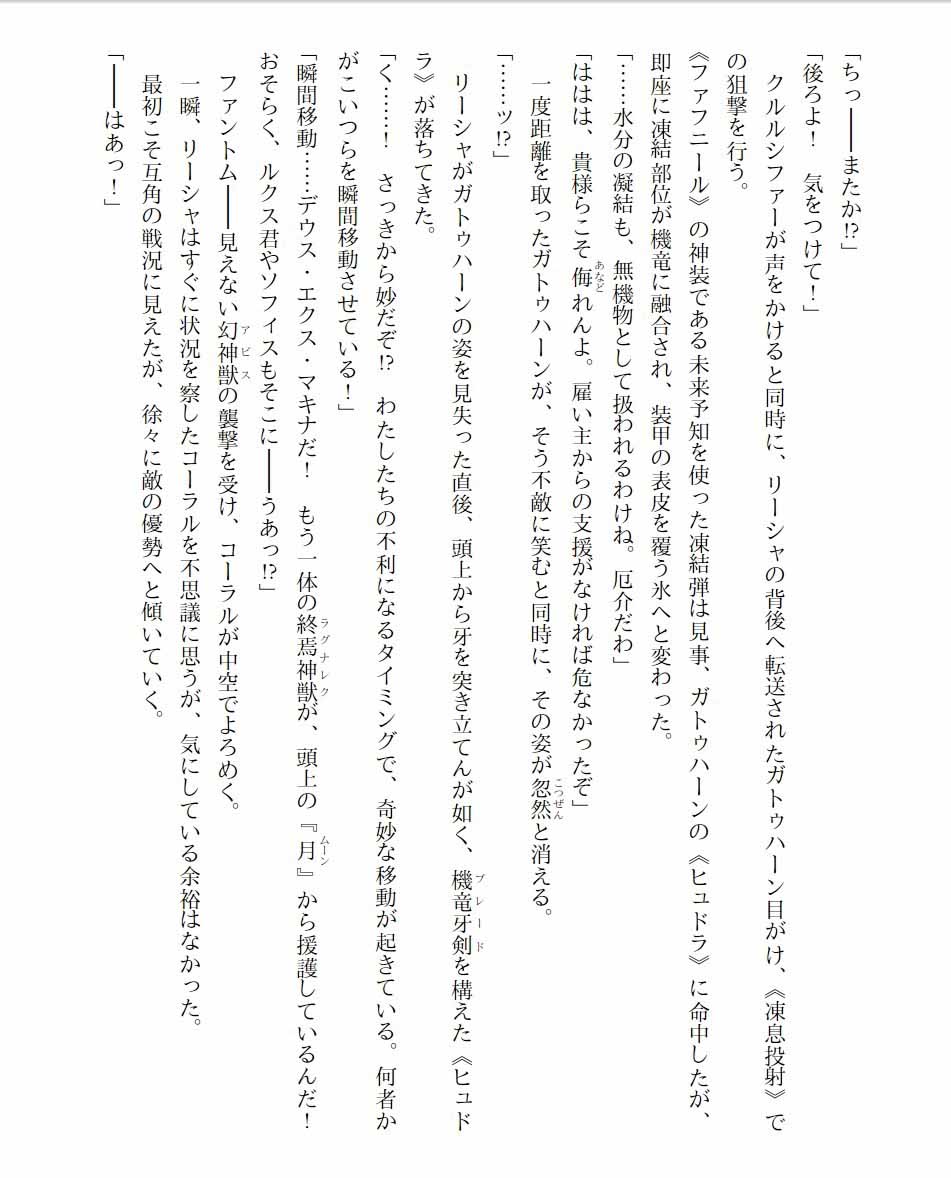 「ちっ――またか!?」
「後ろよ！　気をつけて！」
　クルルシファーが声をかけると同時に、リーシャの背後へ転送されたガトゥハーン目がけ、《凍息投射》で
の狙撃を行う。
《ファフニール》の神装である未来予知を使った凍結弾は見事、ガトゥハーンの《ヒュドラ》に命中したが、
即座に凍結部位が機竜に融合され、装甲の表皮を覆う氷へと変わった。
「……水分の凝結も、無機物として扱われるわけね。厄介だわ」
「ははは、貴様らこそ侮れんよ。雇い主からの支援がなければ危なかったぞ」
　一度距離を取ったガトゥハーンが、そう不敵に笑むと同時に、その姿が忽然と消える。
「……ッ!?」
　リーシャがガトゥハーンの姿を見失った直後、頭上から牙を突き立てんが如く、機竜牙剣を構えた《ヒュド
ラ》が落ちてきた。
「く……！　さっきから妙だぞ!?　わたしたちの不利になるタイミングで、奇妙な移動が起きている。何者か
がこいつらを瞬間移動させている！」
「瞬間移動……デウス・エクス・マキナだ！　もう一体の終焉神獣が、頭上の『月』から援護しているんだ！
おそらく、ルクス君やソフィスもそこに――うあっ!?」
　ファントム――見えない幻神獣の襲撃を受け、コーラルが中空でよろめく。
　一瞬、リーシャはすぐに状況を察したコーラルを不思議に思うが、気にしている余裕はなかった。
　最初こそ互角の戦況に見えたが、徐々に敵の優勢へと傾いていく。
「――はあっ！」